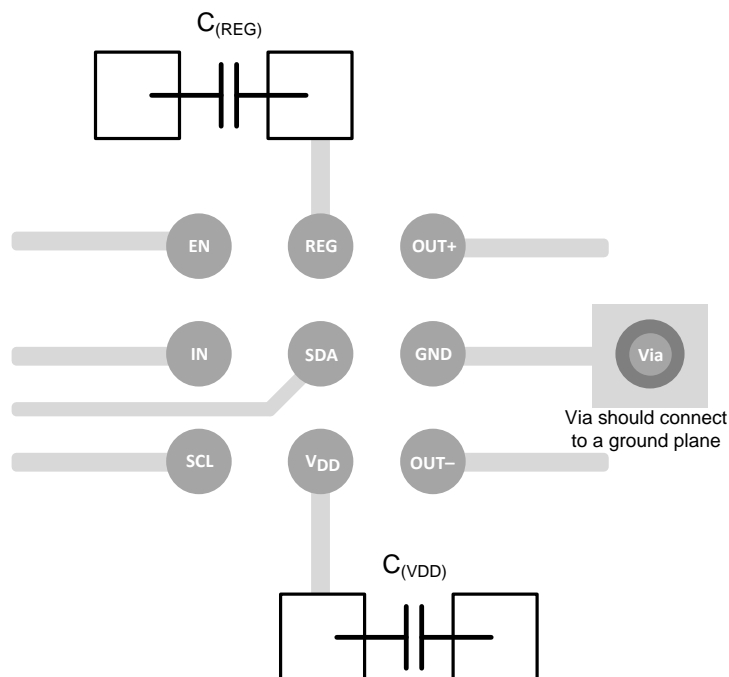 C(REG)
EN
REG
OUT+
IN
SDA
GND
Via
Via should connect
to a ground plane
SCL
VDD
OUT–
C(VDD)